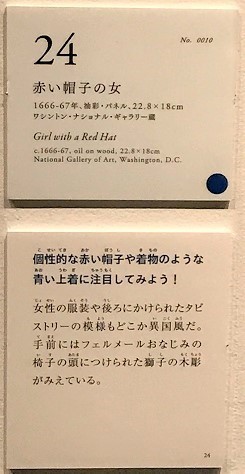 24
No. 0010
赤い帽子の女
1666-67年、油彩・パネル、22.8×18cm
ワシントン・ナショナル・ギャラリー蔵
Girl with a Red Hat
c.1666-67, oil on wood, 22.8×18cm
National Gallery of Art, Washington, D.C.
個性的な赤い帽子や着物のような
青い上着に注目してみよう！
女性の服装や後ろにかけられたタピ
ストリーの模様もどこか異国風だ。
手前にはフェルメールおなじみの
椅子の頭につけられた獅子の木彫
がみえている。
24